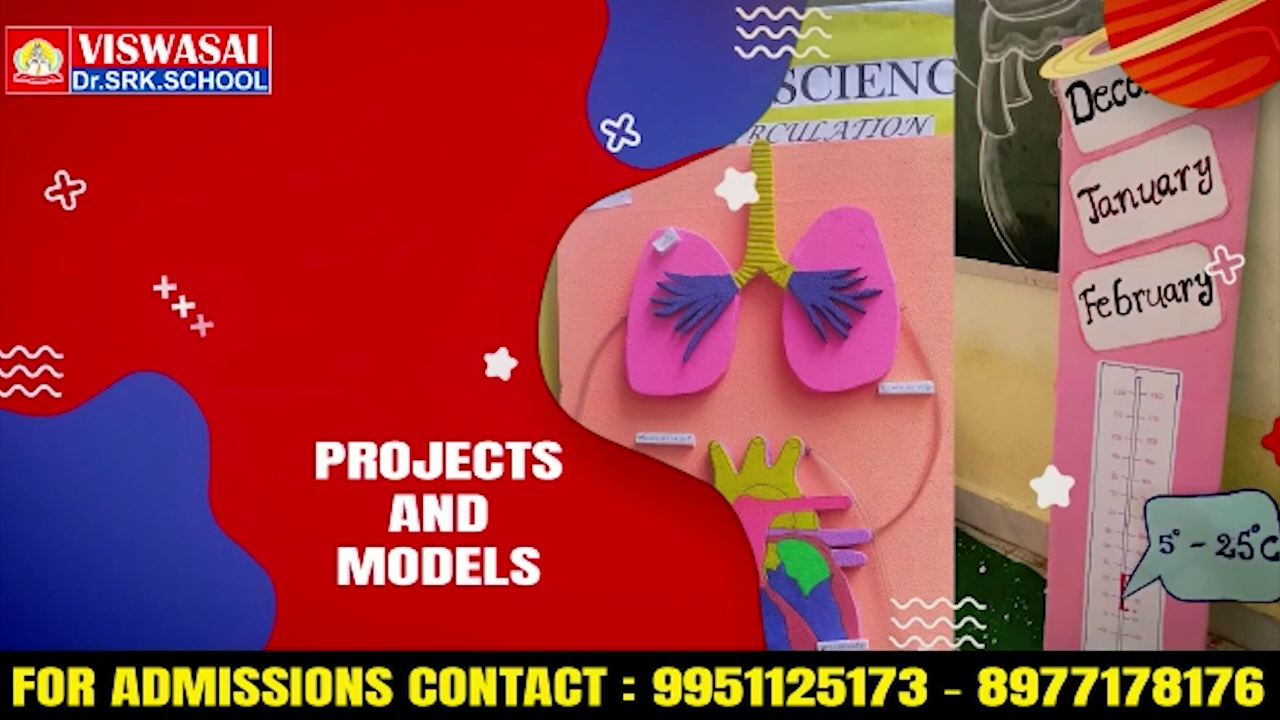 VISWASAI
Dr.SRK.SCHOOL
SCIENC
RCULATION
Dece
January
February
PROJECTS
AND
MODELS
5° - 25°C
FOR ADMISSIONS CONTACT : 9951125173 - 8977178176